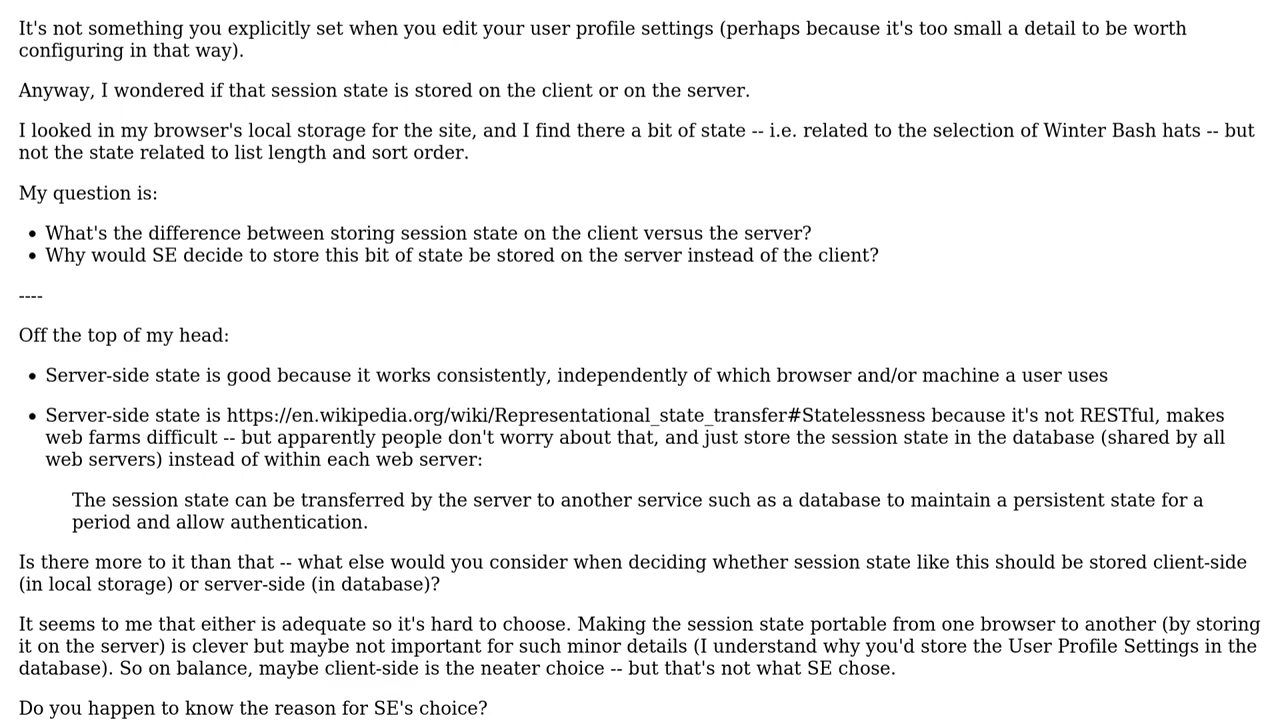 It's not something you explicitly set when you edit your user profile settings (perhaps because it's too small a detail to be worth
configuring in that way).
Anyway, I wondered if that session state is stored on the client or on the server.
I looked in my browser's local storage for the site, and I find there a bit of state -- i.e. related to the selection of Winter Bash hats -- but
not the state related to list length and sort order.
My question is:
• What's the difference between storing session state on the client versus the server?
• Why would SE decide to store this bit of state be stored on the server instead of the client?
----
Off the top of my head:
• Server-side state is good because it works consistently, independently of which browser and/or machine a user uses
• Server-side state is https://en.wikipedia.org/wiki/Representational_state_transfer#Statelessness because it's not RESTful, makes
web farms difficult -- but apparently people don't worry about that, and just store the session state in the database (shared by all
web servers) instead of within each web server:
The session state can be transferred by the server to another service such as a database to maintain a persistent state for a
period and allow authentication.
Is there more to it than that -- what else would you consider when deciding whether session state like this should be stored client-side
(in local storage) or server-side (in database)?
It seems to me that either is adequate so it's hard to choose. Making the session state portable from one browser to another (by storing
it on the server) is clever but maybe not important for such minor details (I understand why you'd store the User Profile Settings in the
database). So on balance, maybe client-side is the neater choice -- but that's not what SE chose.
Do you happen to know the reason for SE's choice?